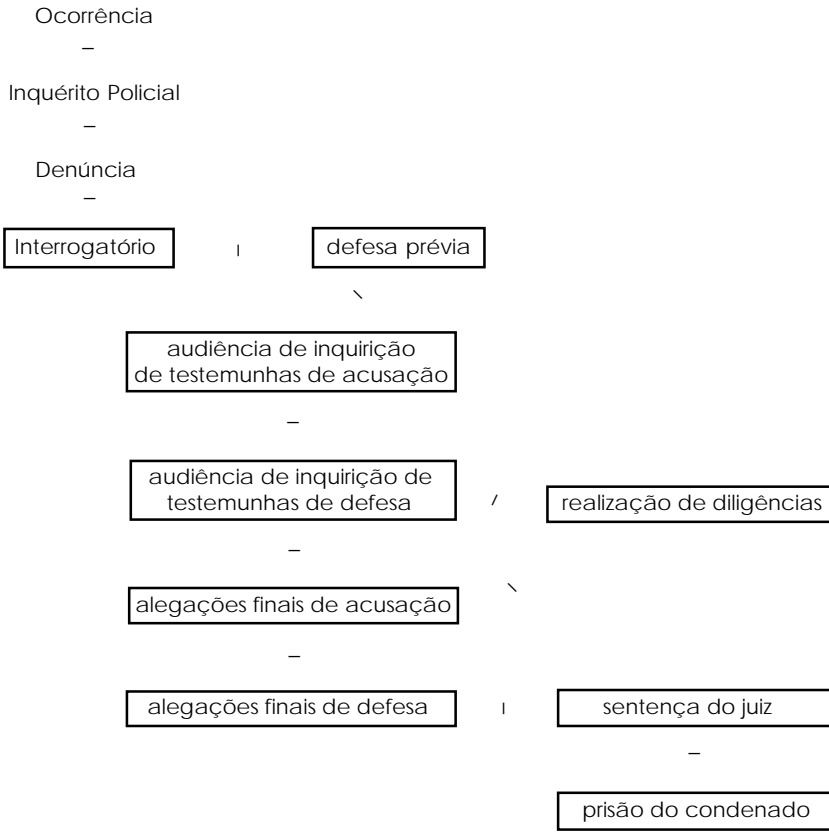 Ocorrência
Inquérito Policial
Denúncia
Interrogatório
defesa prévia
audiência de inquirição
de testemunhas de acusação
audiência de inquirição de
testemunhas de defesa
realização de diligências
alegações finais de acusação
alegações finais de defesa
sentença do juiz
prisão do condenado